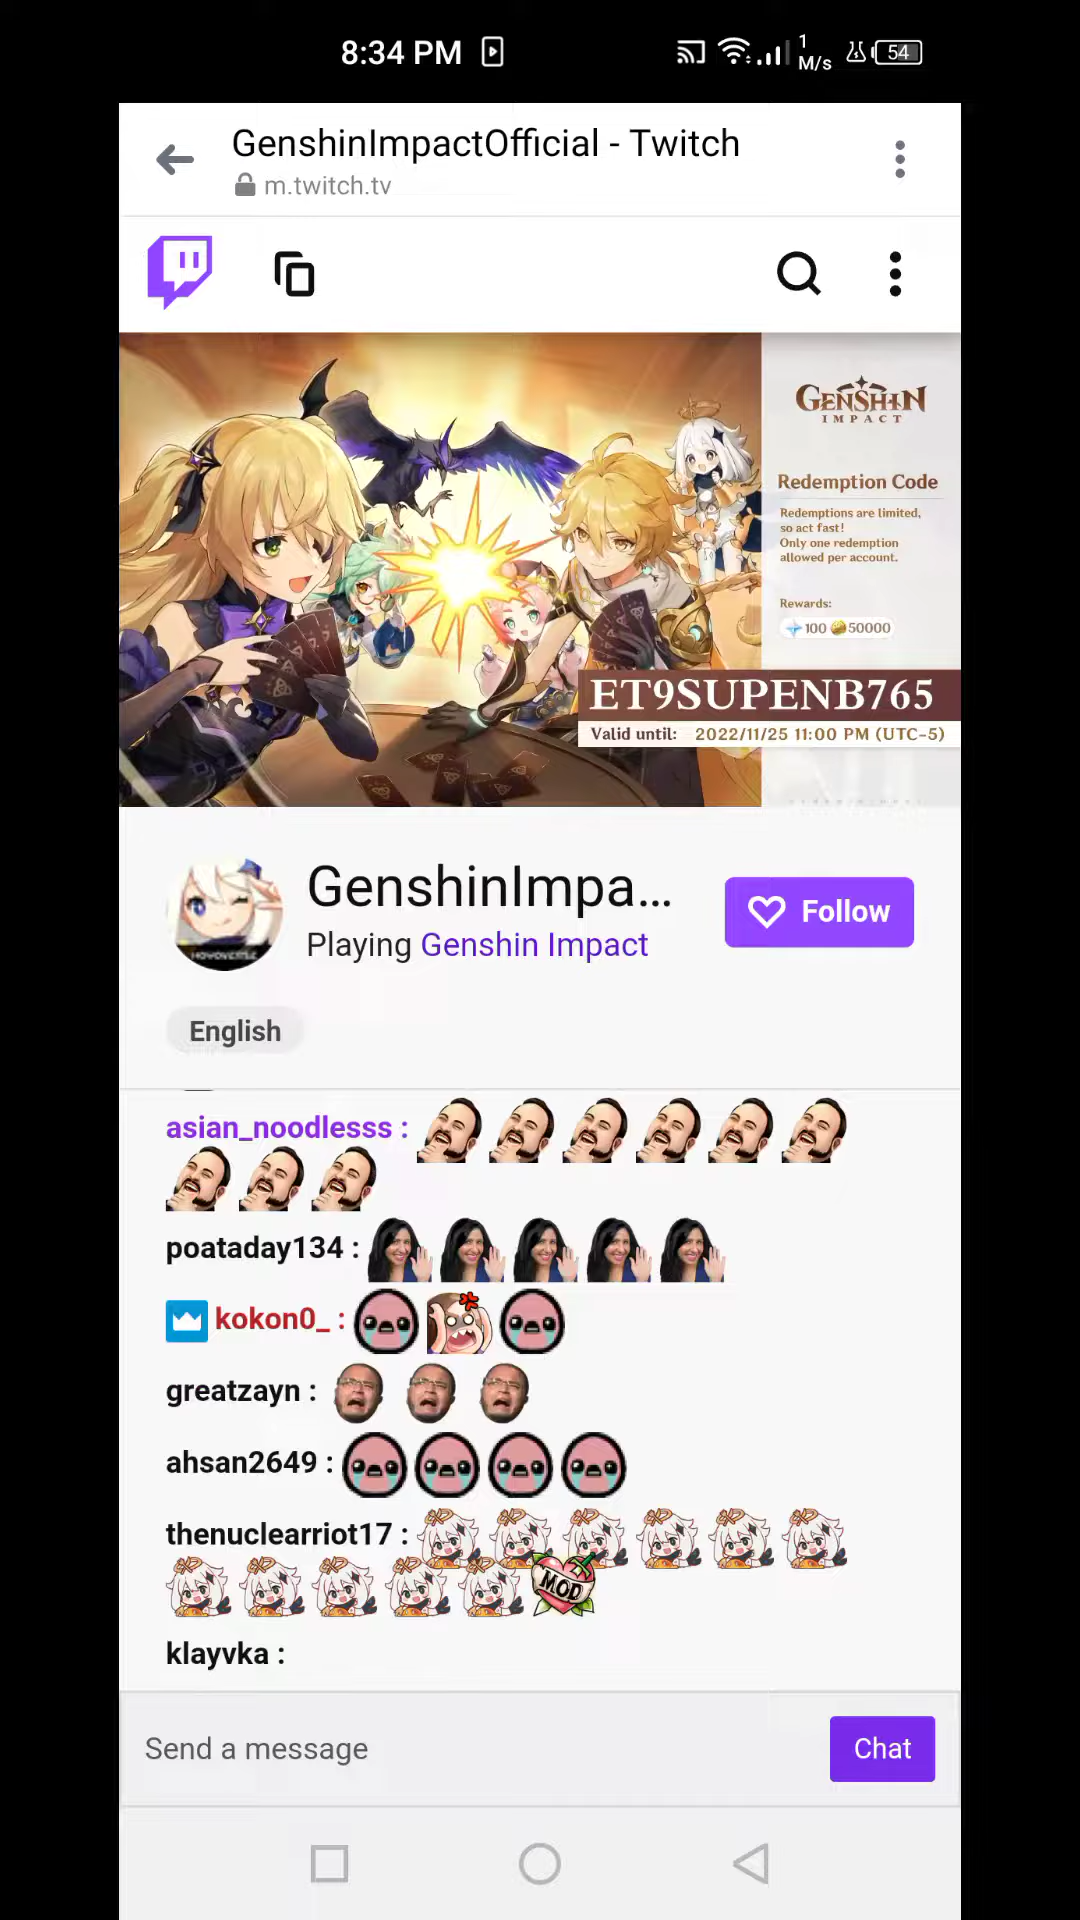 8:34 PM
1
M/s
54
GenshinImpactOfficial - Twitch
m.twitch.tv
GENSHIN
IMPACT
Redemption Code
Redemptions are limited,
so act fast!
Only one redemption
allowed per account.
Rewards:
100 50000
ET9SUPENB765
Valid until: 2022/11/25 11:00 PM (UTC-5)
GenshinImpa...
Playing Genshin Impact
Follow
HOYOVERSE
English
asian_noodlesss :
poataday134 :
kokon0_ :
greatzayn :
ahsan2649 :
thenuclearriot17 :
MOD
klayvka :
Send a message
Chat